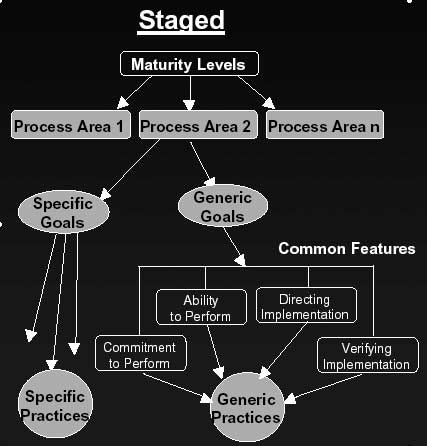 Staged
Maturity Levels
Process Area 1
Process Area 2
Process Area n
Specific
Goals
Generic
Goals
Common Features
Ability
to Perform
Directing
Implementation
Commitment
to Perform
Verifying
Implementation
Specific
Practices
Generic
Practices